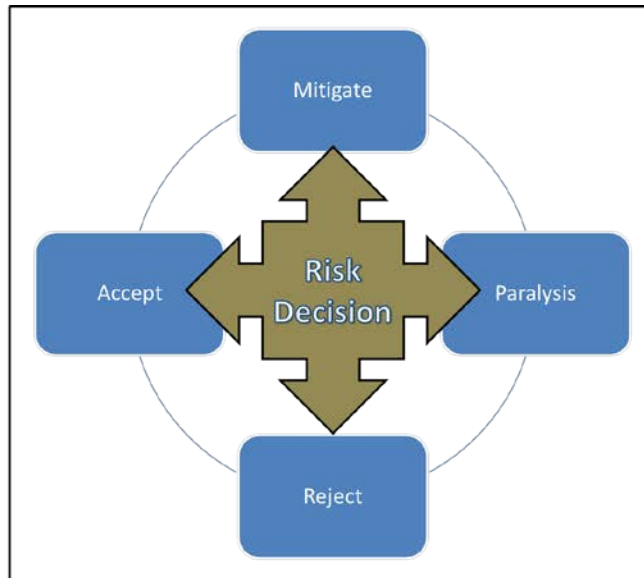 Mitigate
Accept
Risk
Decision
Paralysis
Reject